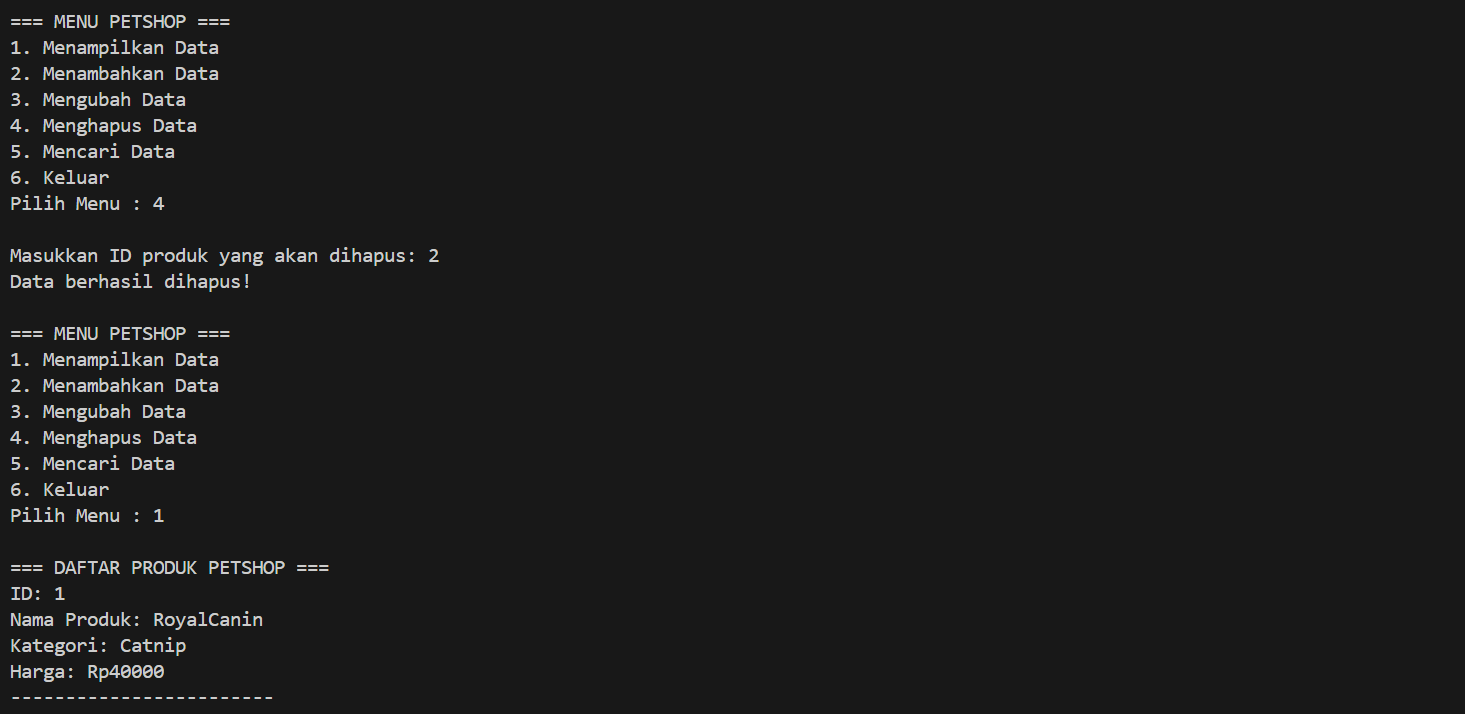 === MENU PETSHOP ===
1. Menampilkan Data
2. Menambahkan Data
3. Mengubah Data
4. Menghapus Data
5. Mencari Data
6. Keluar
Pilih Menu : 4
Masukkan ID produk yang akan dihapus: 2
Data berhasil dihapus!
=== MENU PETSHOP ===
1. Menampilkan Data
2. Menambahkan Data
3. Mengubah Data
4. Menghapus Data
5. Mencari Data
6. Keluar
Pilih Menu : 1
=== DAFTAR PRODUK PETSHOP ===
ID: 1
Nama Produk: RoyalCanin
Kategori: Catnip
Harga: Rp40000
------------------------